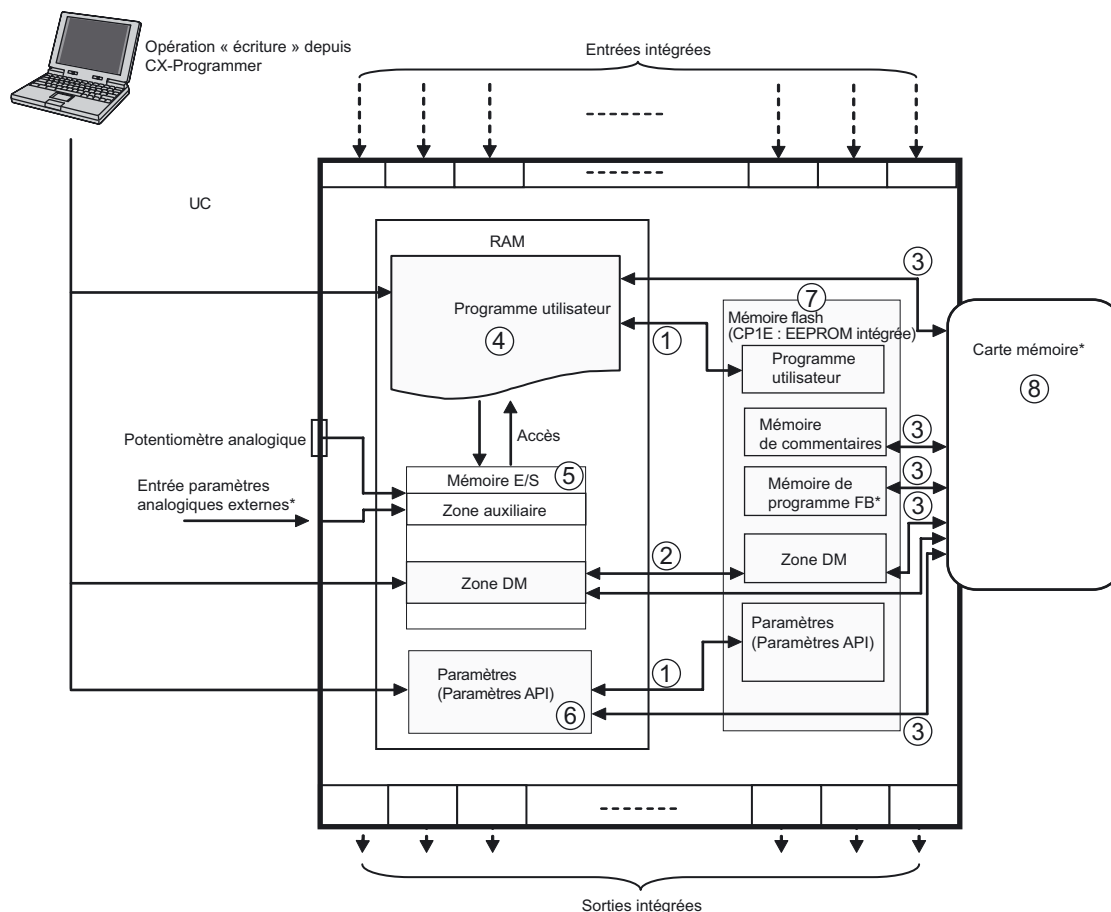 Opération « écriture » depuis
CX-Programmer
Entrées intégrées
UC
RAM
3
Programme utilisateur
4
1
7
Mémoire flash
(CP1E : EEPROM intégrée)
Programme
utilisateur
Carte mémoire*
8
Mémoire
de commentaires
3
Accès
Potentiomètre analogique
Mémoire E/S
5
Mémoire de
programme FB*
3
Entrée paramètres
analogiques externes*
Zone auxiliaire
3
2
Zone DM
Zone DM
Paramètres
(Paramètres API)
1
Paramètres
(Paramètres API)
6
3
Sorties intégrées